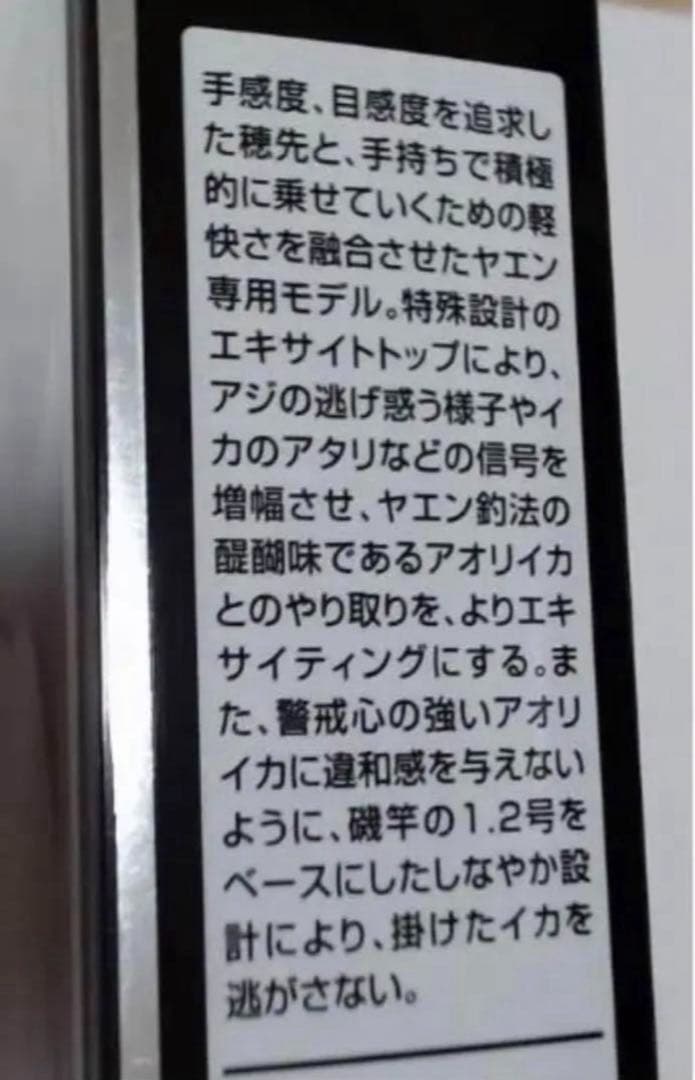 手感度、目感度を追求し
た穂先と、手持ちで積極
的に乗せていくための軽
快さを融合させたヤエン
専用モデル。特殊設計の
エキサイトトップにより、
アジの逃げ惑う様子やイ
カのアタリなどの信号を
増幅させ、ヤエン釣法の
醍醐味であるアオリイカ
とのやり取りを、よりエキ
サイティングにする。ま
た、警戒心の強いアオリ
イカに違和感を与えない
ように、磯竿の1.2号を
ベースにしたしなやか設
計により、掛けたイカを
逃がさない。